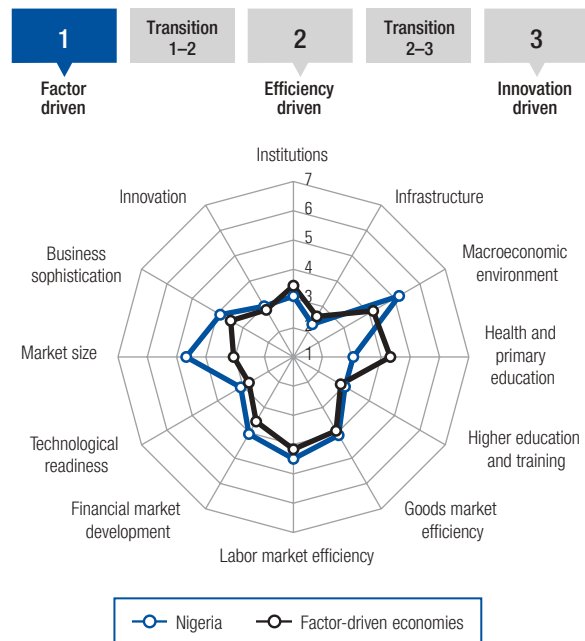 1
Transition
1–2
2
Transition
2–3
3
Factor
driven
Efficiency
driven
Innovation
driven
Institutions
7
6
5
4
3
2
1
Infrastructure
Macroeconomic
environment
Health and
primary
education
Higher education
and training
Goods market
efficiency
Labor market efficiency
Financial market
development
Technological
readiness
Market size
Business
sophistication
Innovation
Nigeria
Factor-driven economies